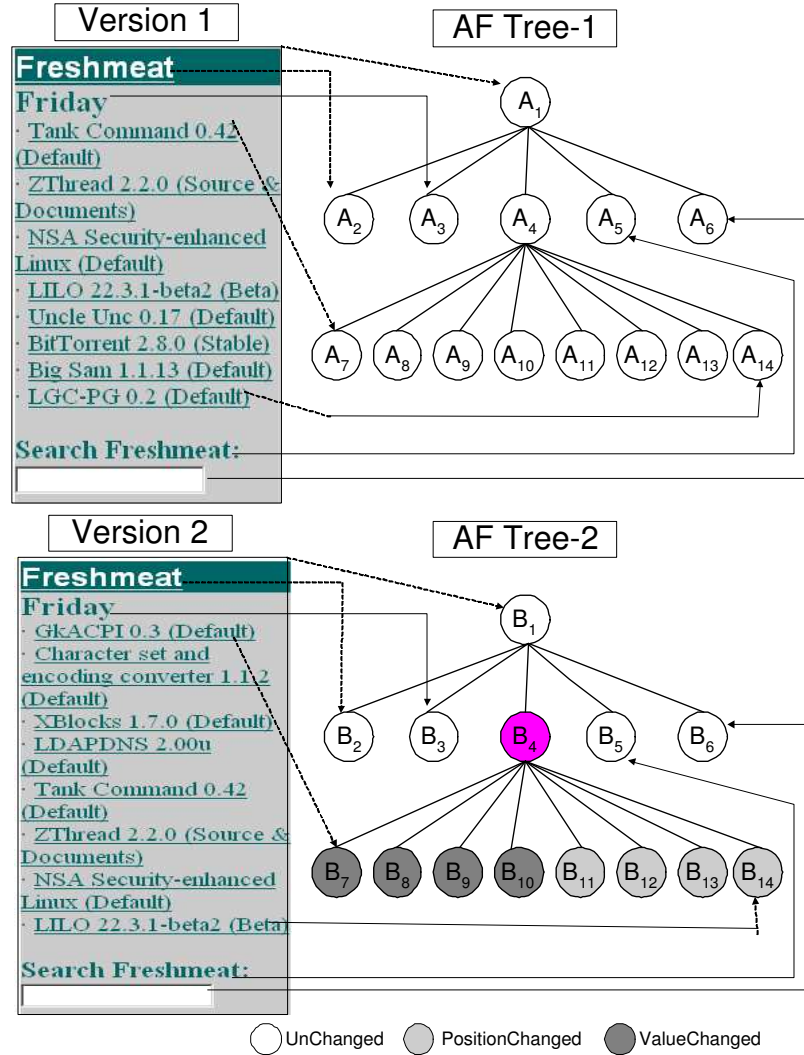 Version 1
AF Tree-1
Freshmeat
Friday
· Tank Command 0.42
(Default)
· ZThread 2.2.0 (Source &
Documents)
· NSA Security-enhanced
Linux (Default)
· LILO 22.3.1-beta2 (Beta)
· Uncle Unc 0.17 (Default)
· BitTorrent 2.8.0 (Stable)
· Big Sam 1.1.13 (Default)
· LGC-PG 0.2 (Default)
Search Freshmeat:
A1
A2 A3 A4 A5 A6
A7 A8 A9 A10 A11 A12 A13 A14
Version 2
AF Tree-2
Freshmeat
Friday
· GkACPI 0.3 (Default)
· Character set and
encoding converter 1.1.2
(Default)
· XBlocks 1.7.0 (Default)
· LDAPDNS 2.00u
(Default)
· Tank Command 0.42
(Default)
· ZThread 2.2.0 (Source &
Documents)
· NSA Security-enhanced
Linux (Default)
· LILO 22.3.1-beta2 (Beta)
Search Freshmeat:
B1
B2 B3 B4 B5 B6
B7 B8 B9 B10 B11 B12 B13 B14
UnChanged PositionChanged ValueChanged